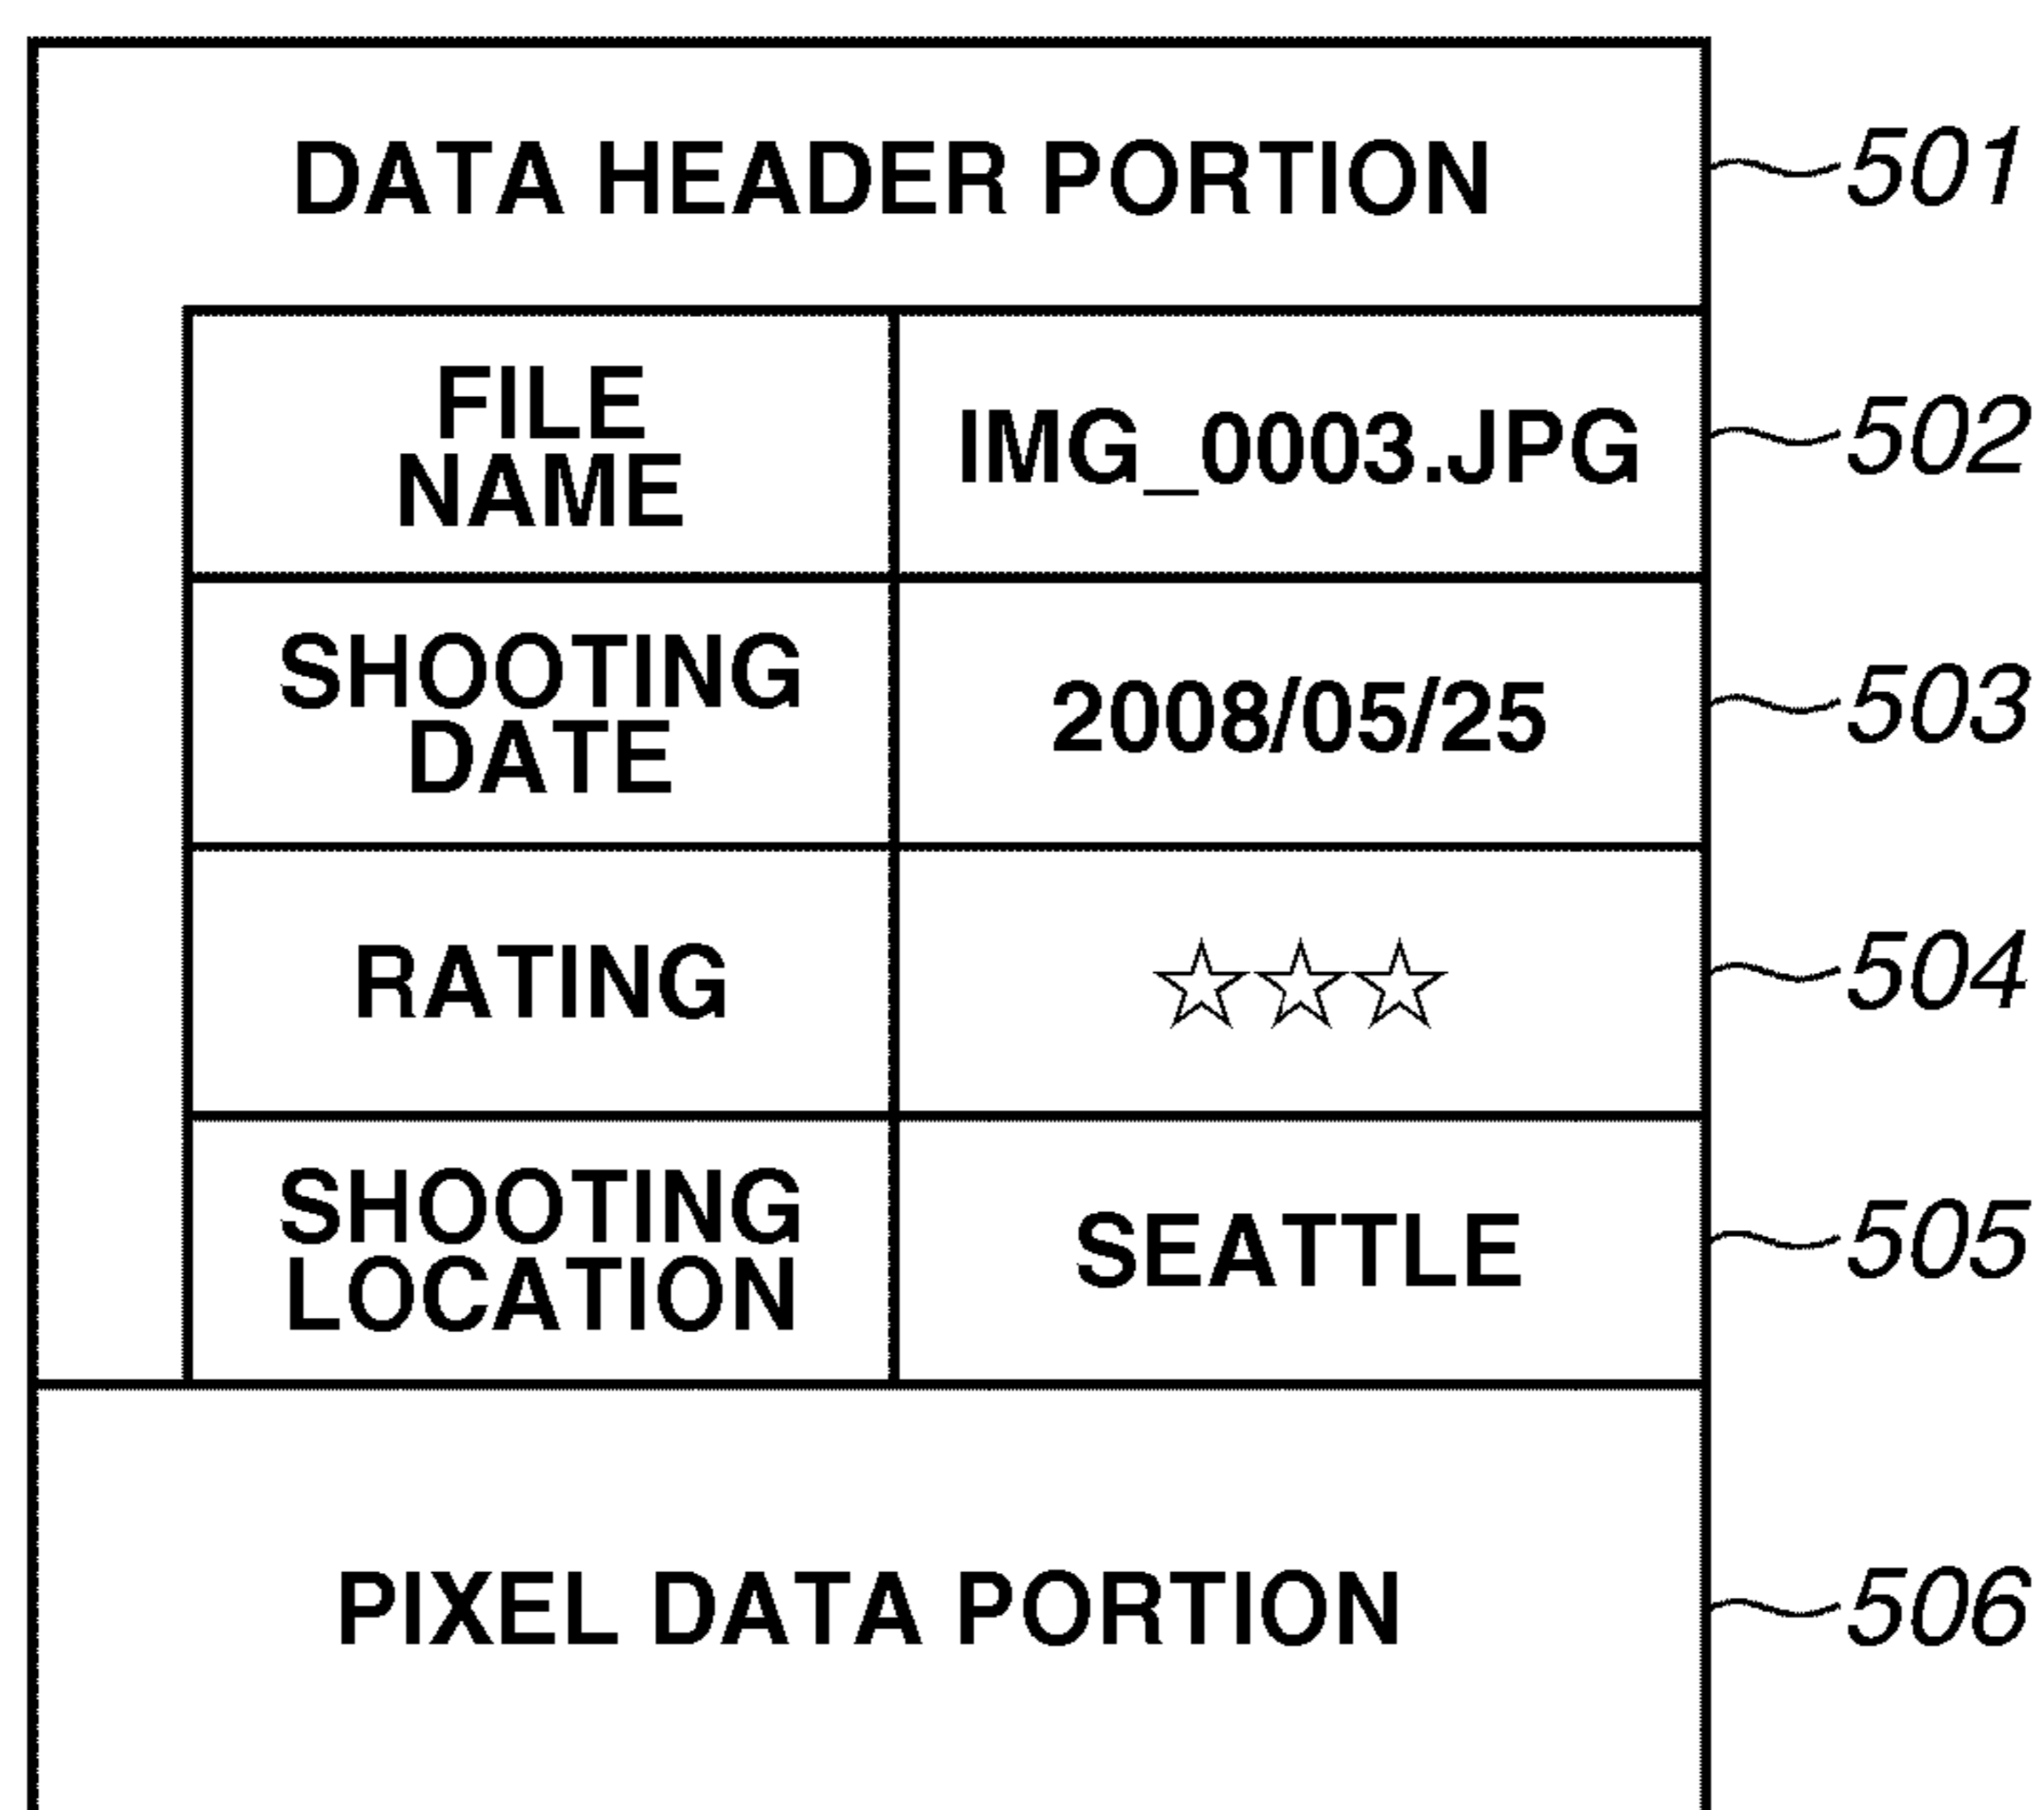 DATA HEADER PORTION 501
FILE
NAME
IMG_0003.JPG 502
SHOOTING
DATE
2008/05/25 503
RATING ☆☆☆ 504
SHOOTING
LOCATION
SEATTLE 505
PIXEL DATA PORTION 506